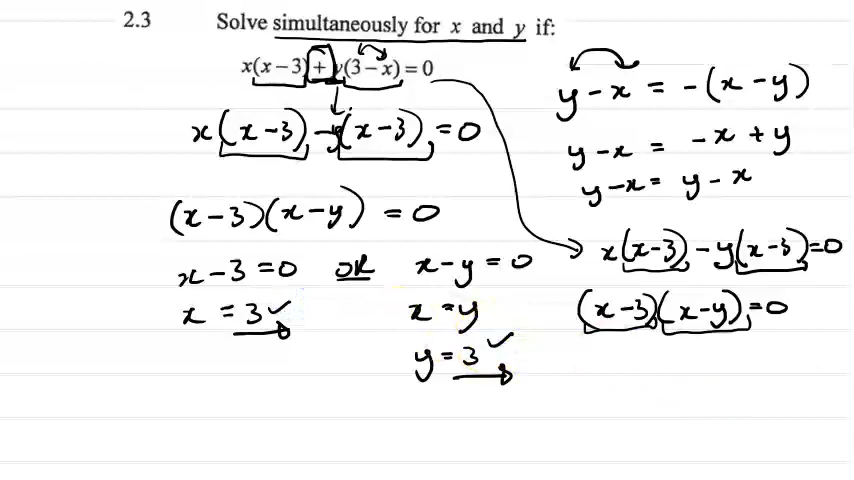 2.3 Solve simultaneously for x and y if:
x(x − 3) + y(3 − x) = 0
x(x-3) - y(x-3) = 0
(x-3)(x-y) = 0
x-3 = 0 OR x-y = 0
x = 3 ✓ x = y
y = 3 ✓
y-x = -(x-y)
y-x = -x+y
y-x = y-x
x(x-3) - y(x-3) = 0
(x-3)(x-y) = 0